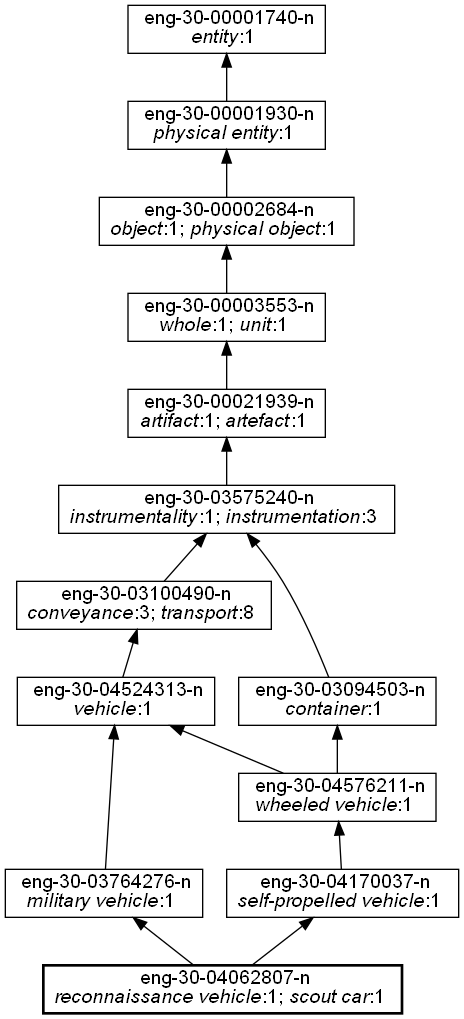 eng-30-00001740-n
entity:1
eng-30-00001930-n
physical entity:1
eng-30-00002684-n
object:1; physical object:1
eng-30-00003553-n
whole:1; unit:1
eng-30-00021939-n
artifact:1; artefact:1
eng-30-03575240-n
instrumentality:1; instrumentation:3
eng-30-03100490-n
conveyance:3; transport:8
eng-30-04524313-n
vehicle:1
eng-30-03094503-n
container:1
eng-30-04576211-n
wheeled vehicle:1
eng-30-03764276-n
military vehicle:1
eng-30-04170037-n
self-propelled vehicle:1
eng-30-04062807-n
reconnaissance vehicle:1; scout car:1